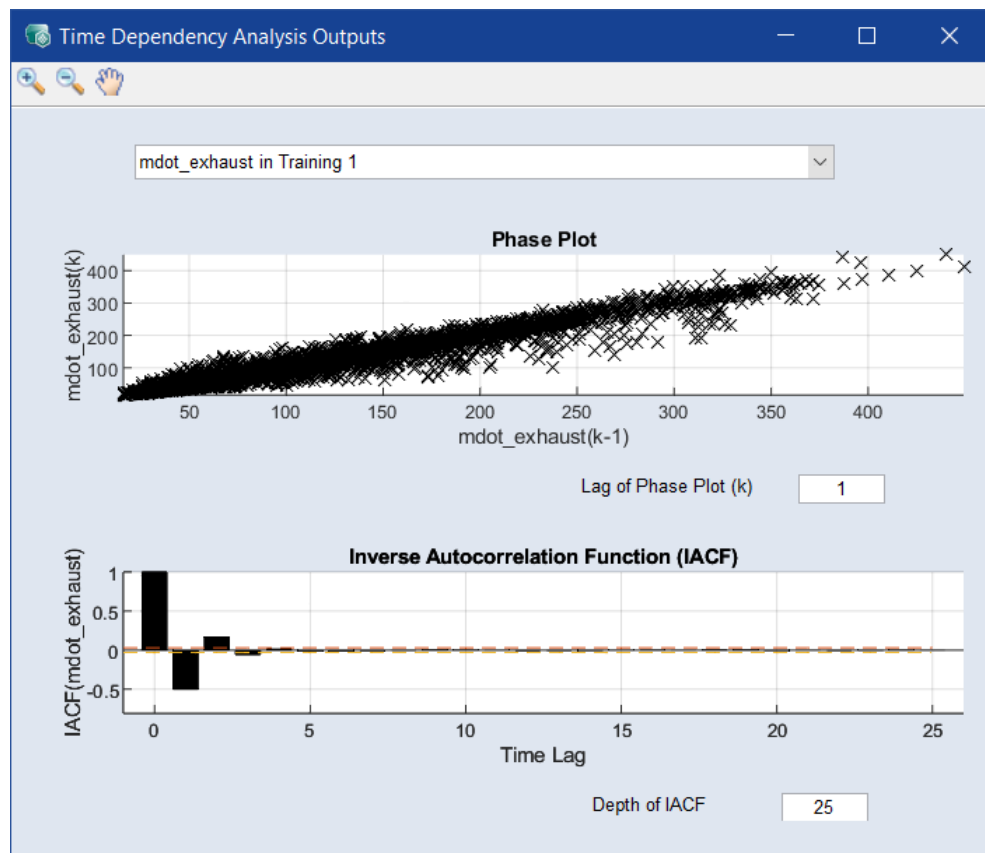 Time Dependency Analysis Outputs
mdot_exhaust in Training 1
Phase Plot
mdot_exhaust(k)
400
300
200
100
50 100 150 200 250 300 350 400
mdot_exhaust(k-1)
Lag of Phase Plot (k) 1
Inverse Autocorrelation Function (IACF)
IACF(mdot_exhaust)
1
0.5
0
-0.5
0 5 10 15 20 25
Time Lag
Depth of IACF 25